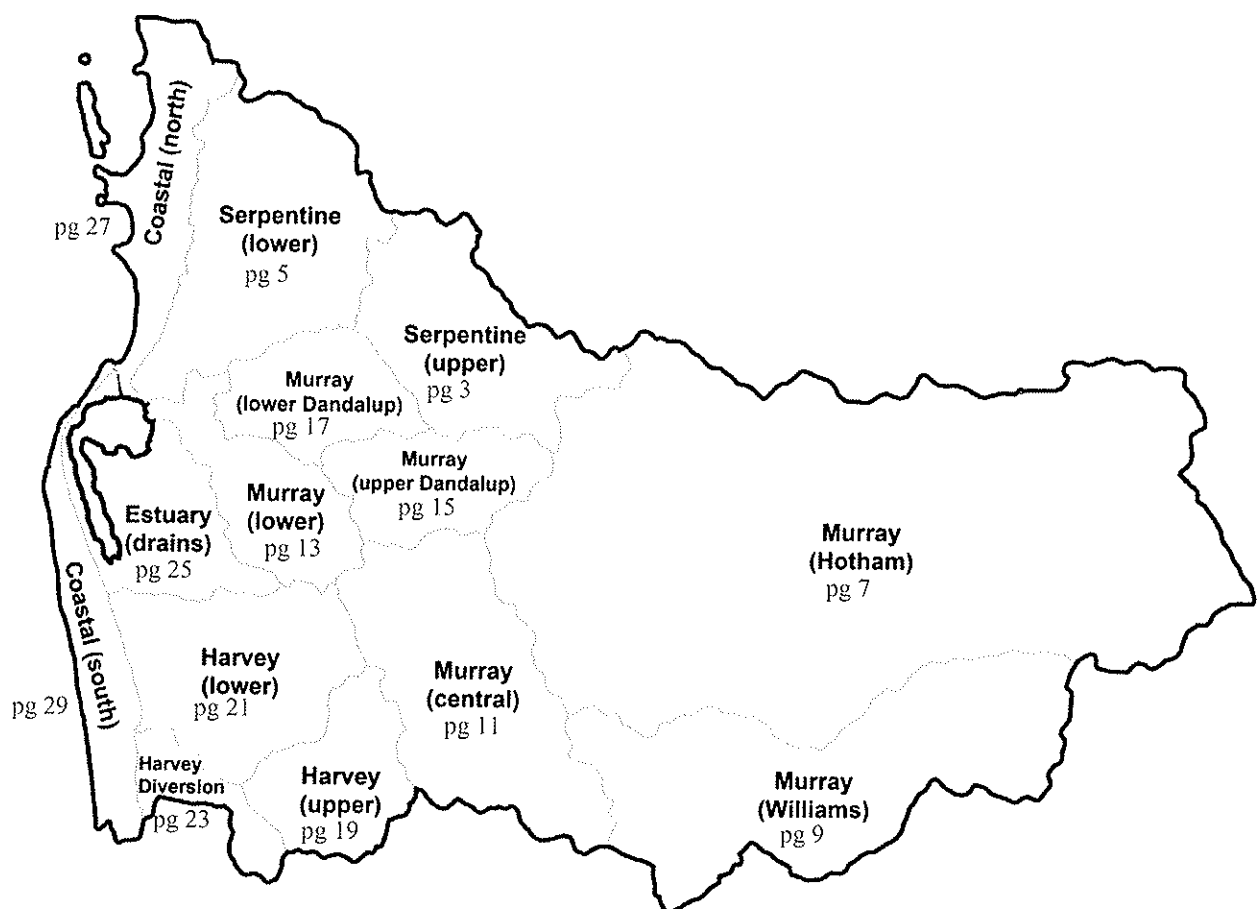 Coastal (north)
pg 27
Serpentine
(lower)
pg 5
Serpentine
(upper)
pg 3
Murray
(lower Dandalup)
pg 17
Murray
(upper Dandalup)
pg 15
Murray
(lower)
pg 13
Estuary
(drains)
pg 25
Murray
(Hotham)
pg 7
Coastal (south)
pg 29
Harvey
(lower)
pg 21
Murray
(central)
pg 11
Harvey
Diversion
pg 23
Harvey
(upper)
pg 19
Murray
(Williams)
pg 9